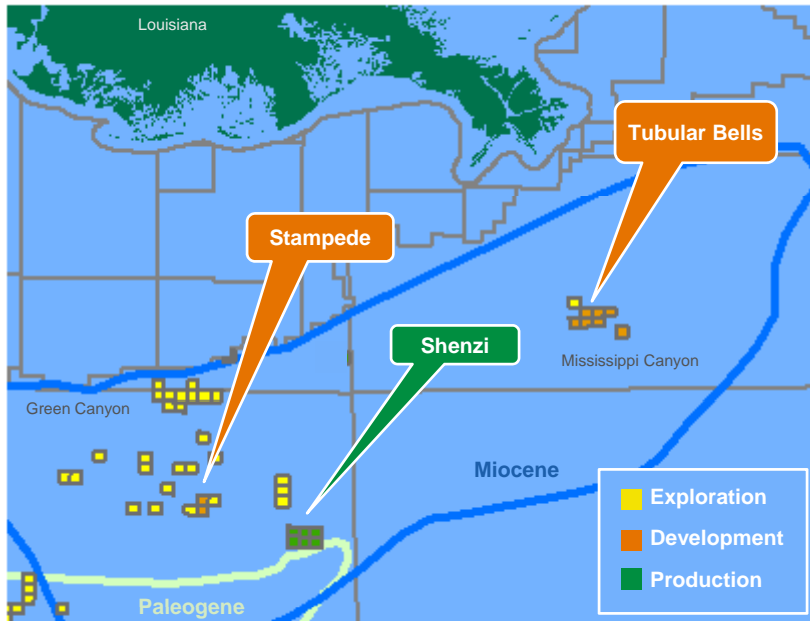 Louisiana
Tubular Bells
Stampede
Shenzi
Mississippi Canyon
Green Canyon
Miocene
Exploration
Development
Production
Paleogene